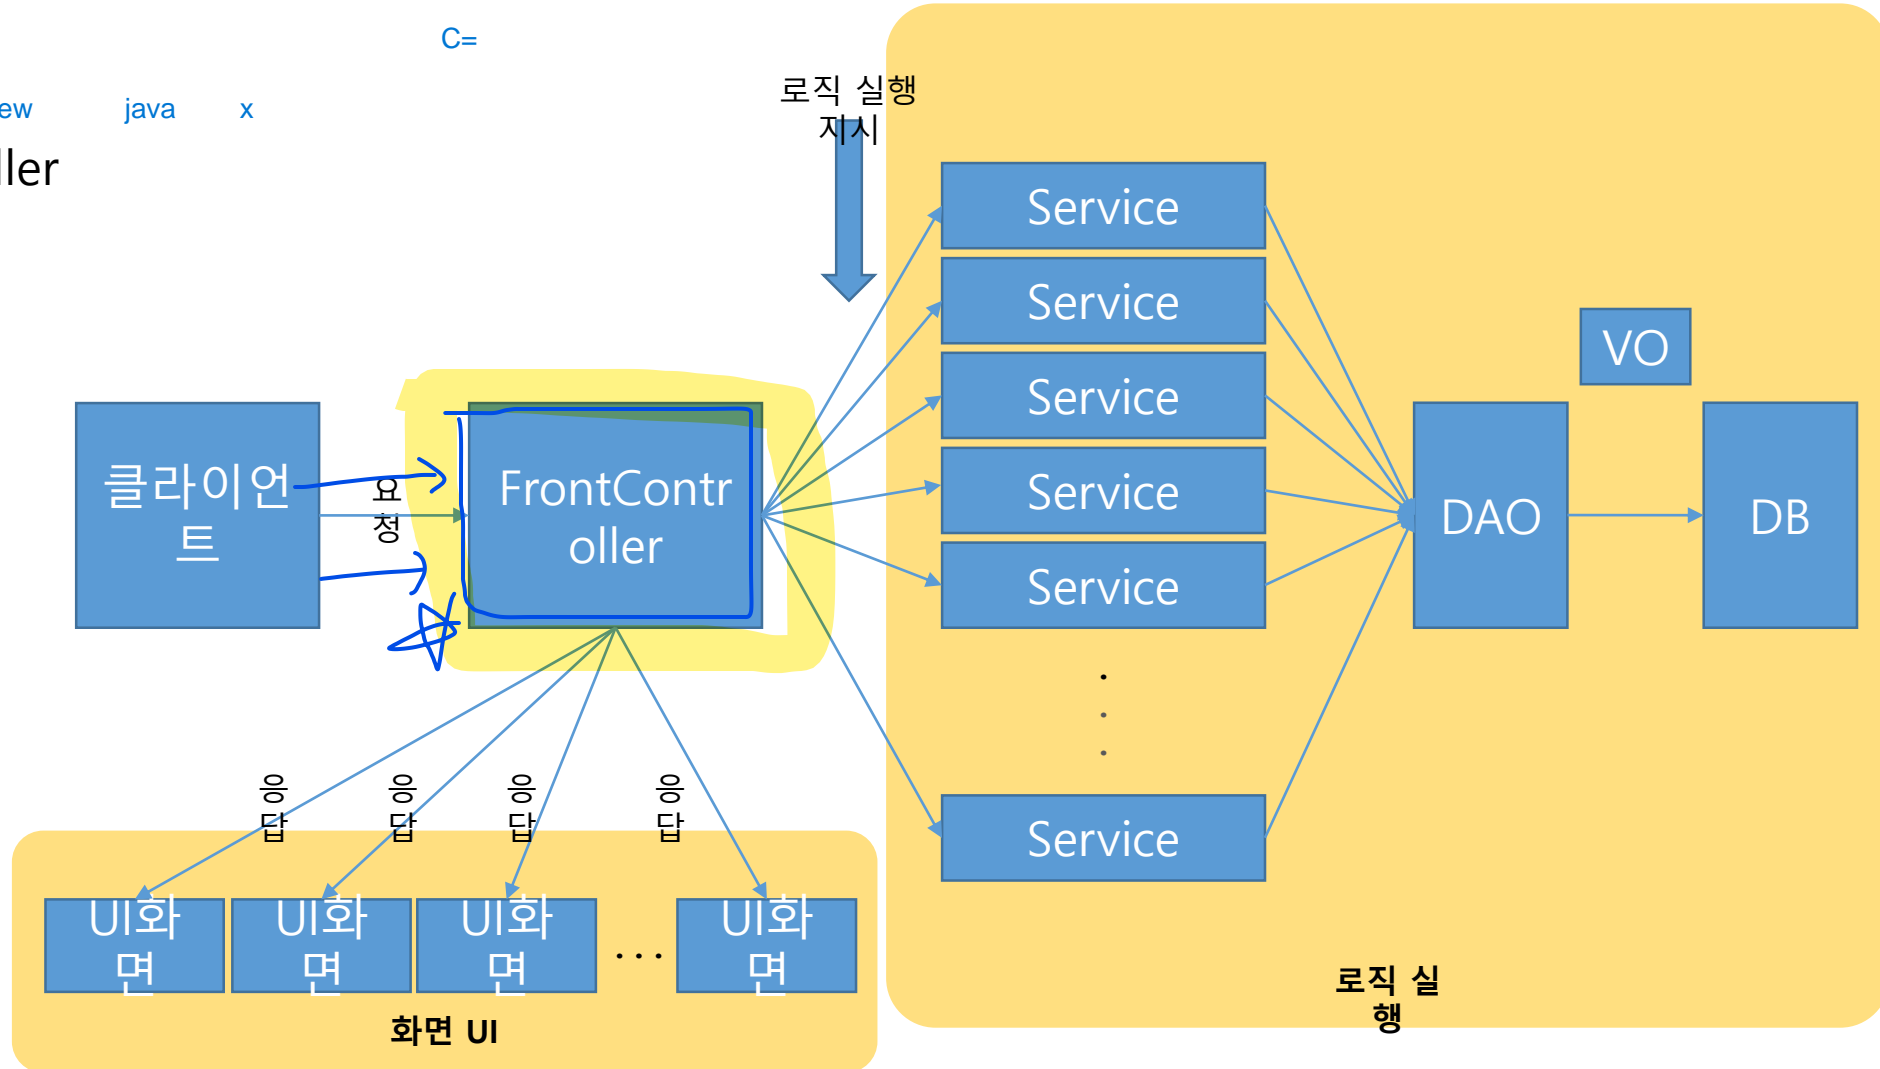 C=
ew java x
ller
로직 실행
지시
Service
Service
Service
Service
Service
.
.
.
Service
VO
DAO
DB
클라이언
트
요
청
FrontContr
oller
응
답
응
답
응
답
응
답
UI화
면
UI화
면
UI화
면
...
UI화
면
화면 UI
로직 실
행